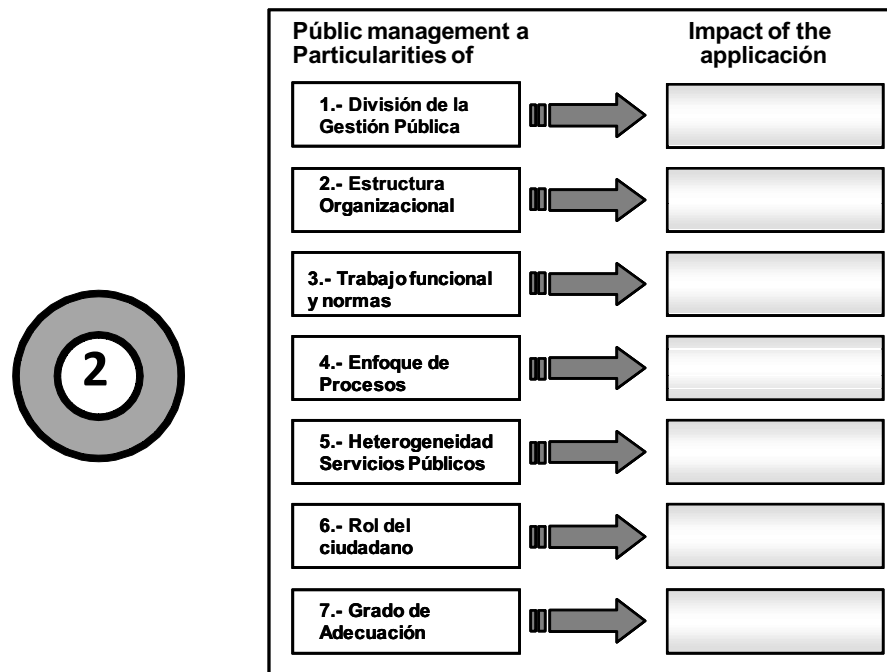 Públic management a
Particularities of
Impact of the
applicación
1.- División de la
Gestión Pública
2.- Estructura
Organizacional
3.- Trabajo funcional
y normas
2
4.- Enfoque de
Procesos
5.- Heterogeneidad
Servicios Públicos
6.- Rol del
ciudadano
7.- Grado de
Adecuación